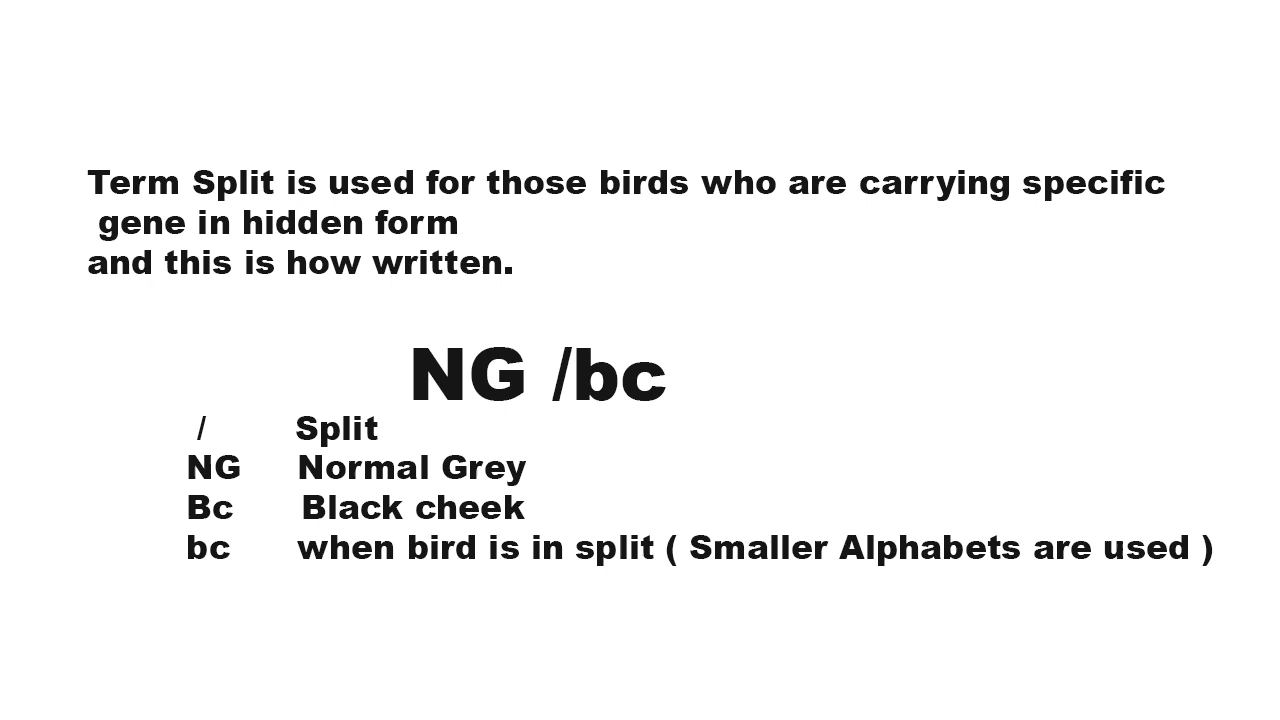 Term Split is used for those birds who are carrying specific
gene in hidden form
and this is how written.
NG /bc
/ Split
NG Normal Grey
Bc Black cheek
bc when bird is in split ( Smaller Alphabets are used )